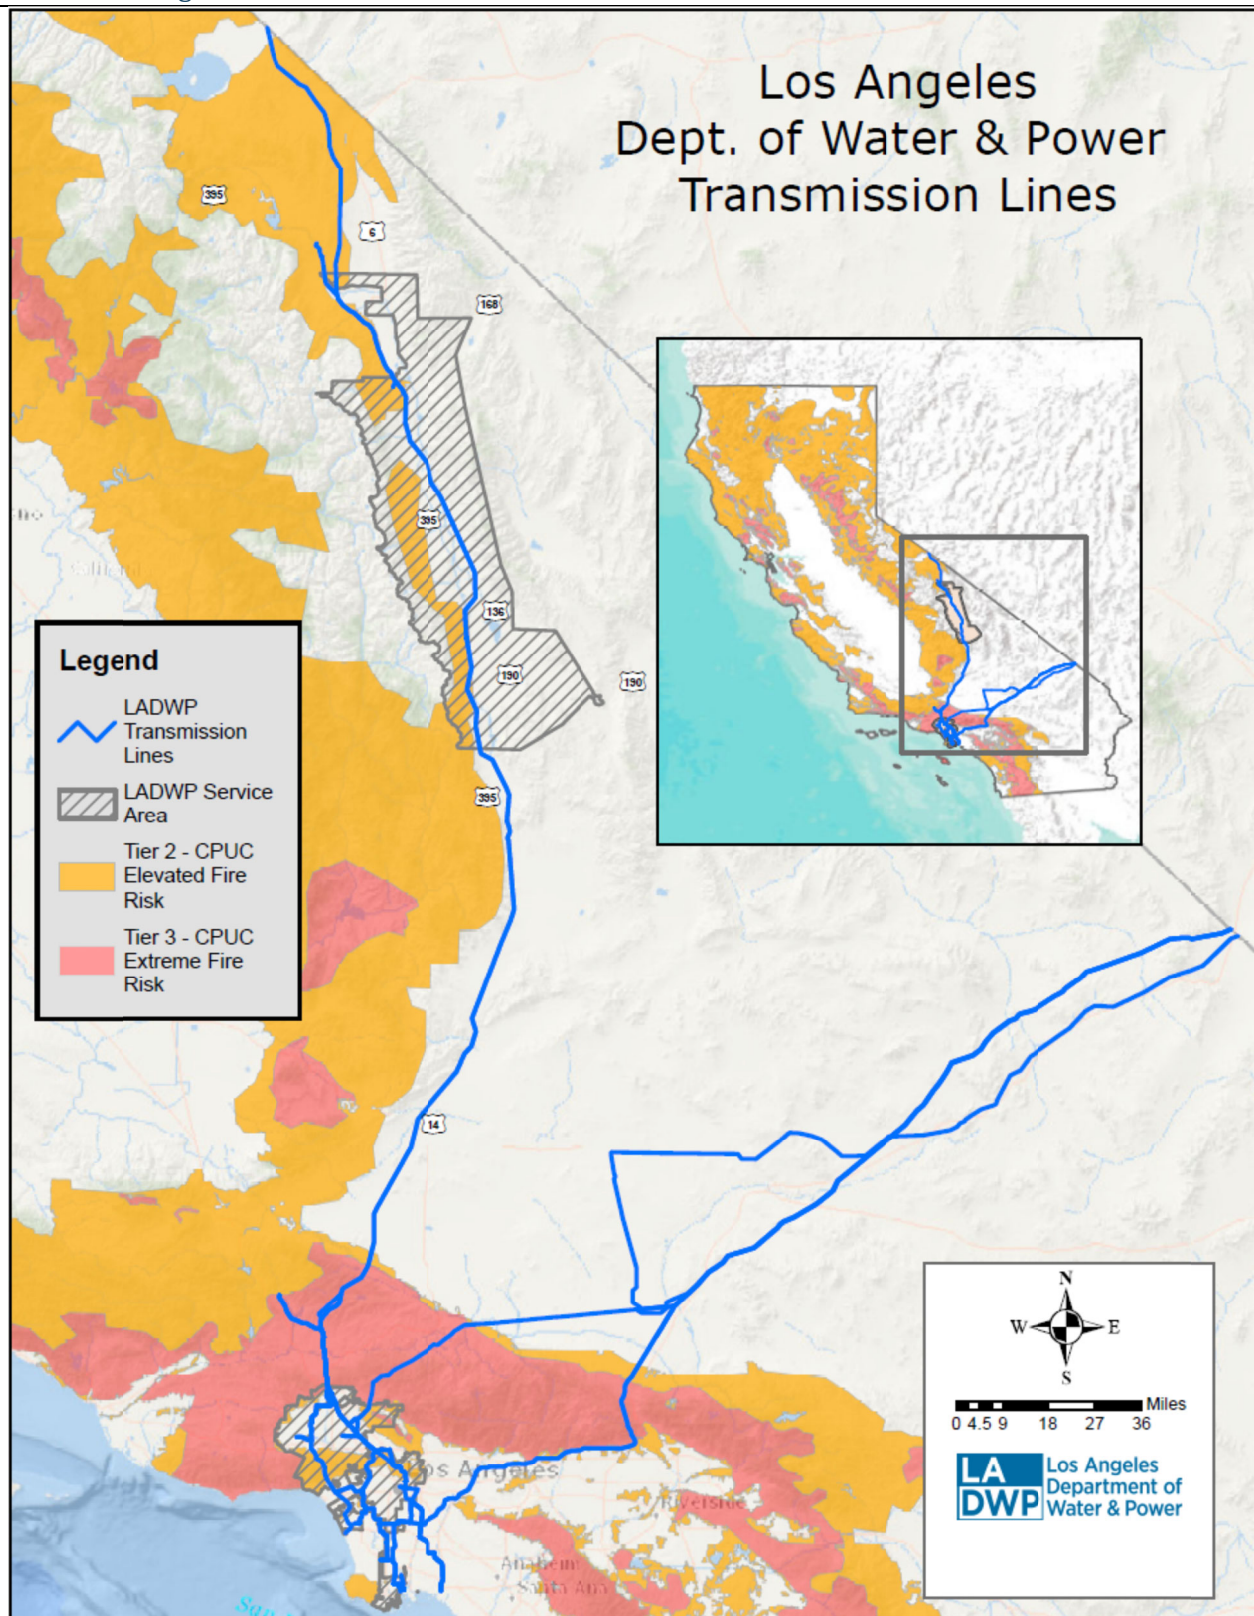 Los Angeles
Dept. of Water & Power
Transmission Lines
395
6
168
395
136
190
190
395
14
Legend
LADWP
Transmission
Lines
LADWP Service
Area
Tier 2 - CPUC
Elevated Fire
Risk
Tier 3 - CPUC
Extreme Fire
Risk
N
W
E
S
Miles
0 4.5 9 18 27 36
LA
DWP
Los Angeles
Department of
Water & Power
Los Angeles
Riverside
Anaheim
Santa Ana